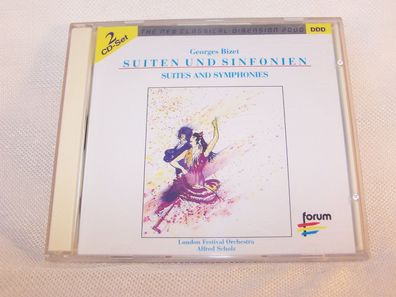 2
CD-Set
THE NEW CLASSICAL DIMENSION 2000
DDD
Georges Bizet
SUITEN UND SINFONIEN
SUITES AND SYMPHONIES
forum
London Festival Orchestra
Alfred Scholz